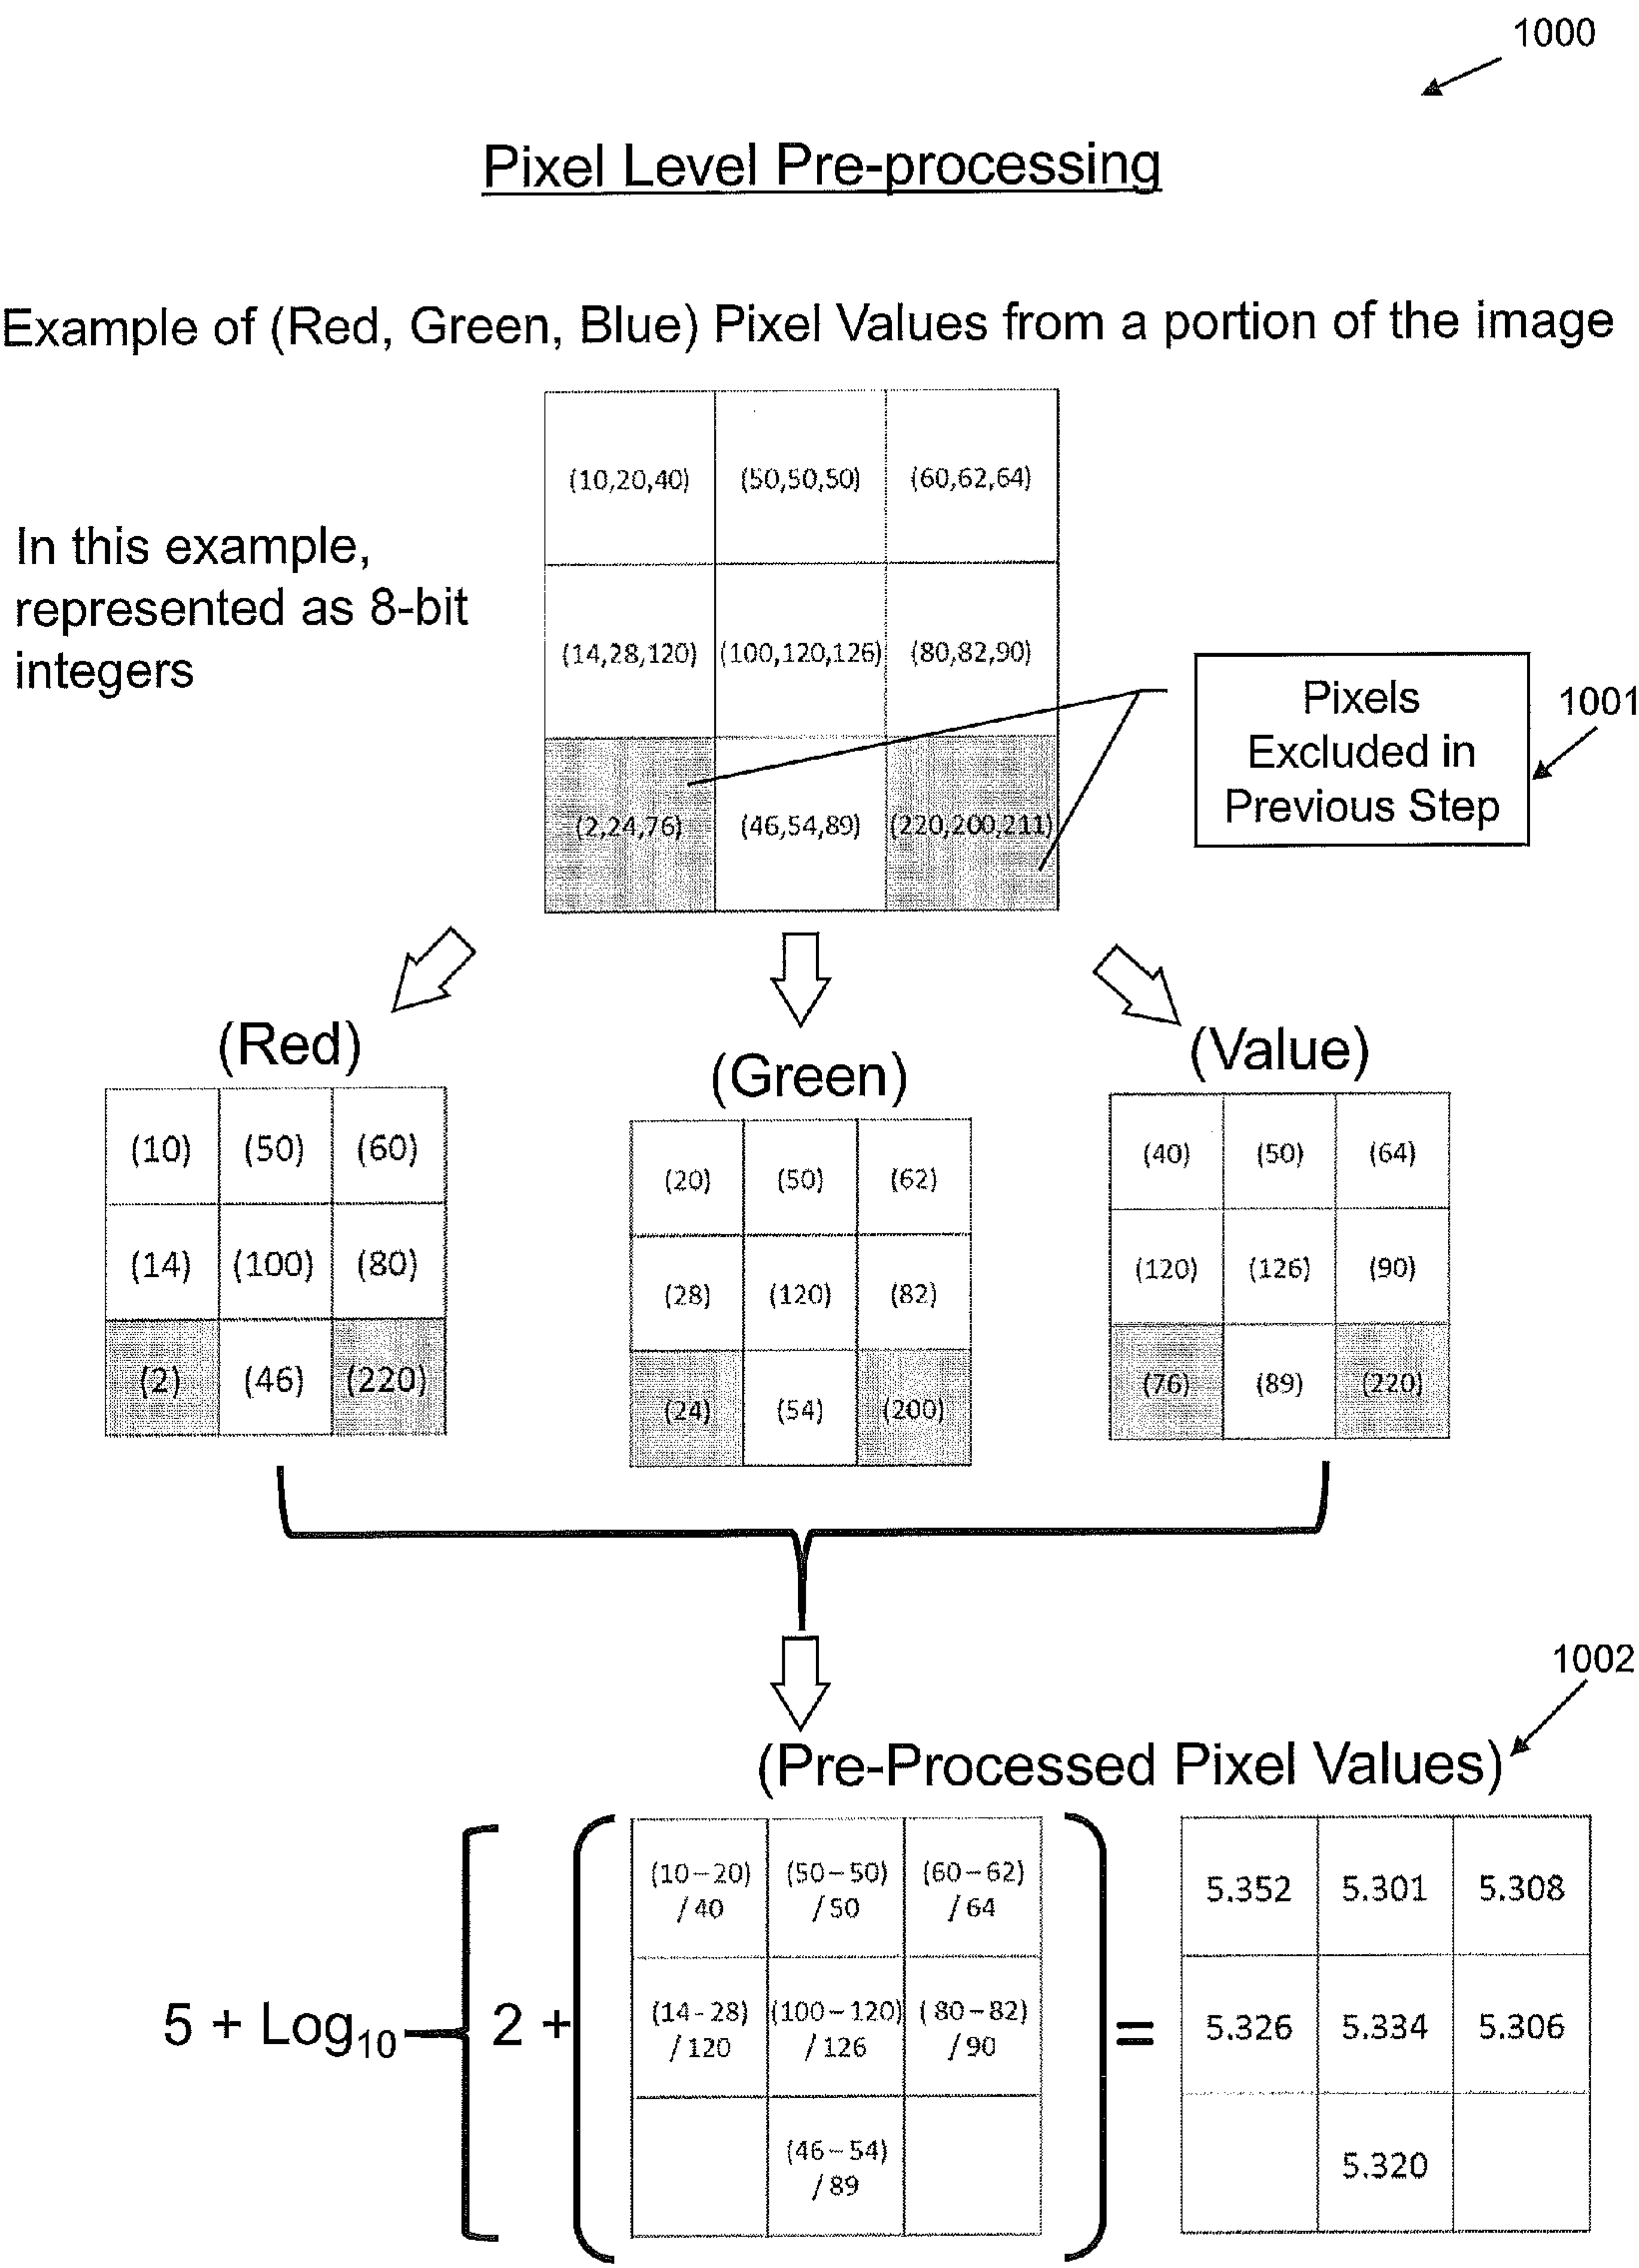 1000
Pixel Level Pre-processing
Example of (Red, Green, Blue) Pixel Values from a portion of the image
In this example,
represented as 8-bit
integers
(10,20,40) (50,50,50) (60,62,64)
(14,28,120) (100,120,126) (80,82,90)
(2,24,76) (46,54,89) (220,200,211)
Pixels
Excluded in
Previous Step
1001
(Red)
(10) (50) (60)
(14) (100) (80)
(2) (46) (220)
(Green)
(20) (50) (62)
(28) (120) (82)
(24) (54) (200)
(Value)
(40) (50) (64)
(120) (126) (90)
(76) (89) (220)
1002
(Pre-Processed Pixel Values)
5 + Log10 { 2 + (
(10−20) (50−50) (60−62)
/ 40 / 50 / 64
(14-28) (100−120) ( 80−82)
/ 120 / 126 / 90
(46−54)
/ 89
) =
5.352 5.301 5.308
5.326 5.334 5.306
5.320